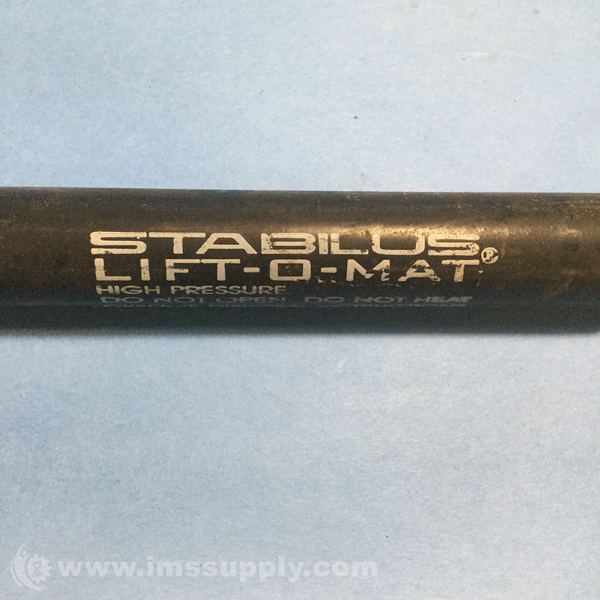 STABILUS®
LIFT-O-MAT
HIGH PRESSURE
DO NOT OPEN DO NOT HEAT
www.imssupply.com